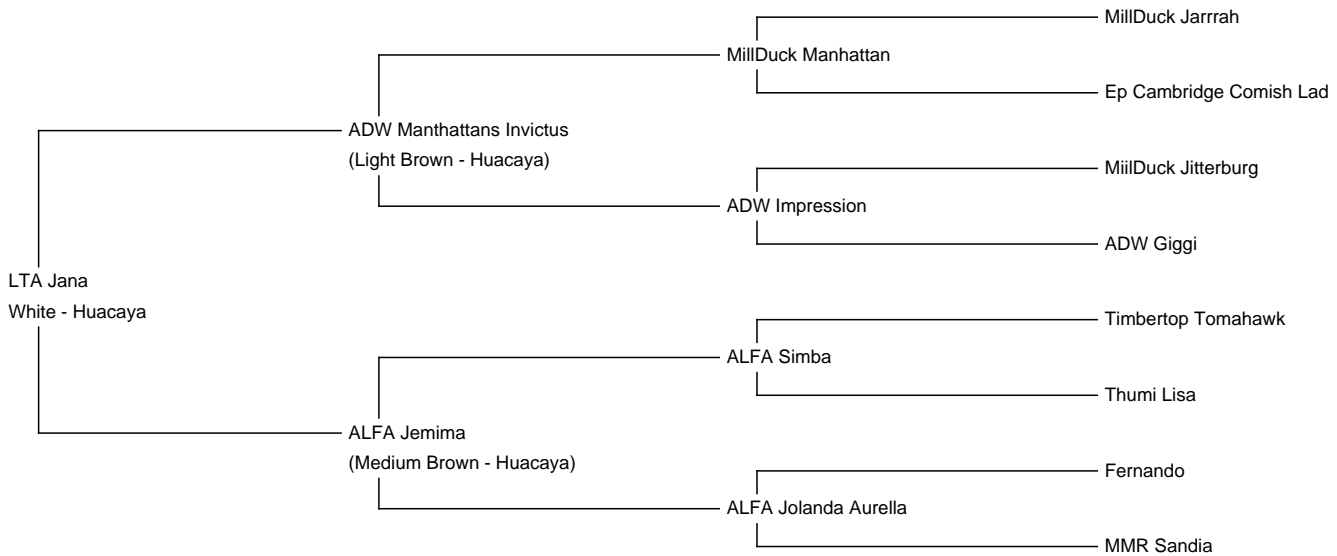 MillDuck Jarrrah
MillDuck Manhattan
Ep Cambridge Comish Lad
ADW Manthattans Invictus
(Light Brown - Huacaya)
MiilDuck Jitterburg
ADW Impression
ADW Giggi
LTA Jana
White - Huacaya
Timbertop Tomahawk
ALFA Simba
Thumi Lisa
ALFA Jemima
(Medium Brown - Huacaya)
Fernando
ALFA Jolanda Aurella
MMR Sandia